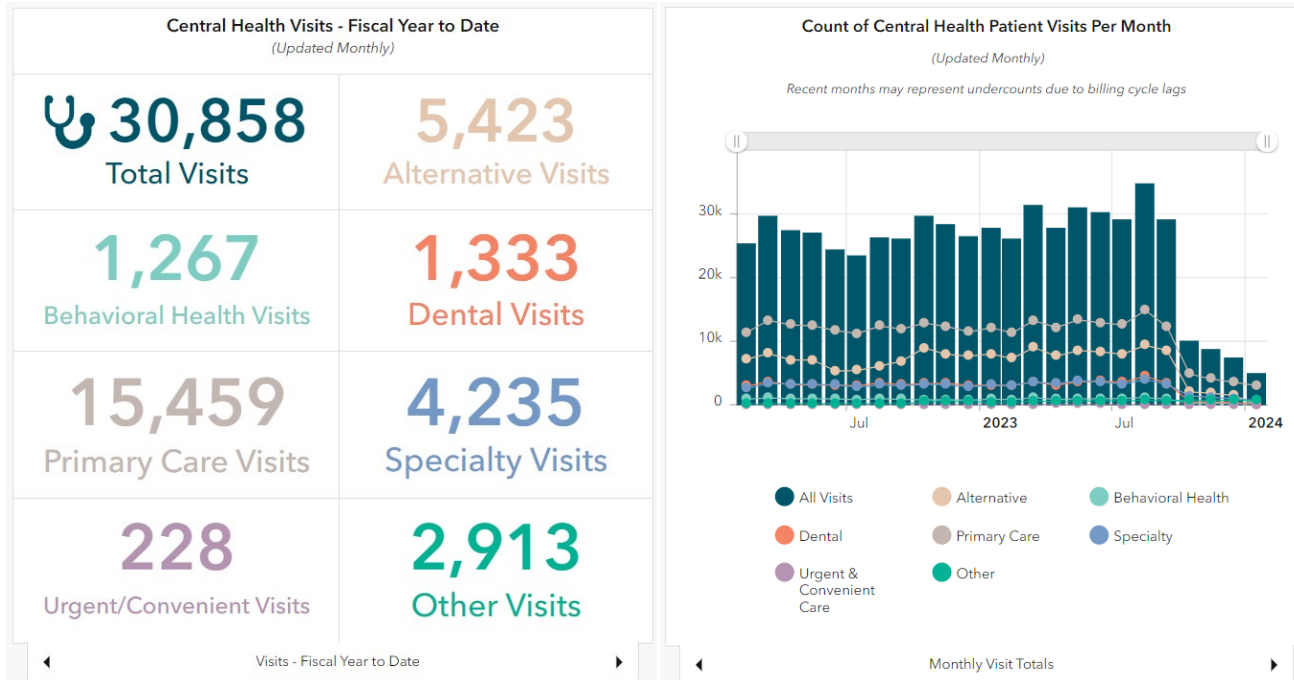 Central Health Visits - Fiscal Year to Date
(Updated Monthly)
30,858
Total Visits
5,423
Alternative Visits
1,267
Behavioral Health Visits
1,333
Dental Visits
15,459
Primary Care Visits
4,235
Specialty Visits
228
Urgent/Convenient Visits
2,913
Other Visits
Visits - Fiscal Year to Date
Count of Central Health Patient Visits Per Month
(Updated Monthly)
Recent months may represent undercounts due to billing cycle lags
30k
20k
10k
0
Jul
2023
Jul
2024
All Visits
Alternative
Behavioral Health
Dental
Primary Care
Specialty
Urgent &
Convenient
Care
Other
Monthly Visit Totals